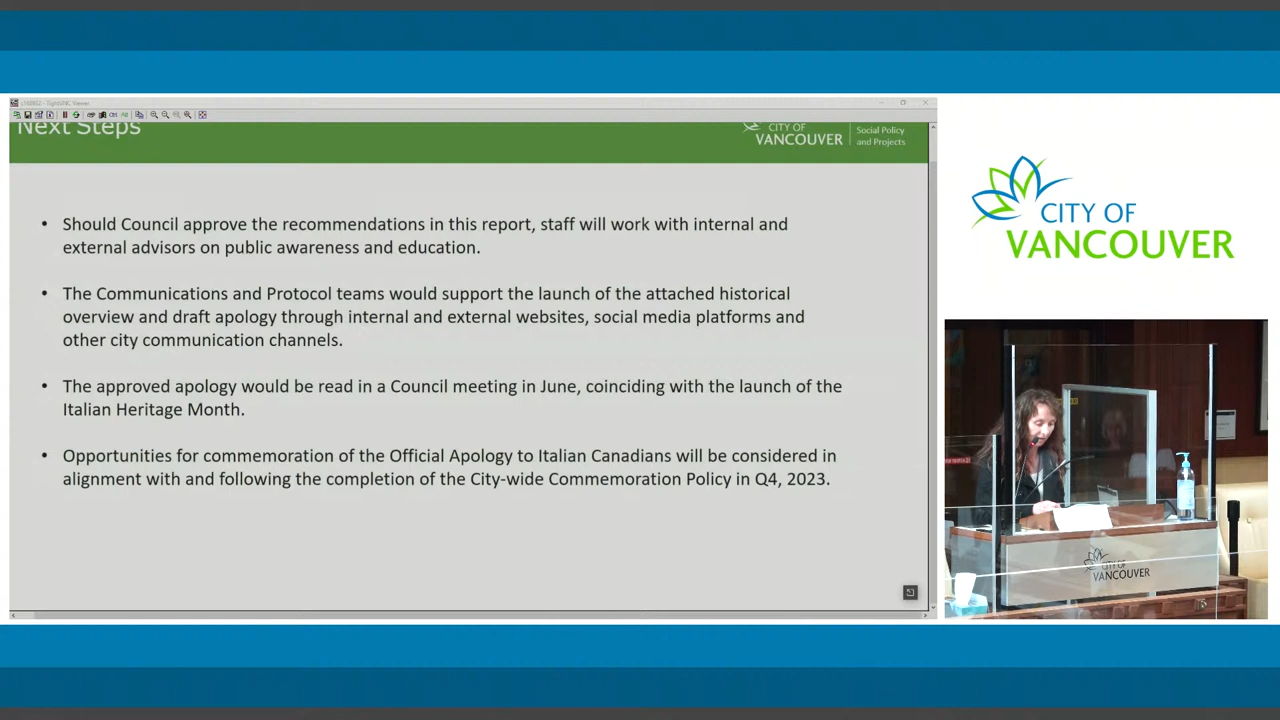 Next Steps
CITY OF
VANCOUVER
Social Policy
and Projects
• Should Council approve the recommendations in this report, staff will work with internal and
external advisors on public awareness and education.
• The Communications and Protocol teams would support the launch of the attached historical
overview and draft apology through internal and external websites, social media platforms and
other city communication channels.
• The approved apology would be read in a Council meeting in June, coinciding with the launch of the
Italian Heritage Month.
• Opportunities for commemoration of the Official Apology to Italian Canadians will be considered in
alignment with and following the completion of the City-wide Commemoration Policy in Q4, 2023.
CITY OF
VANCOUVER
CITY OF
VANCOUVER